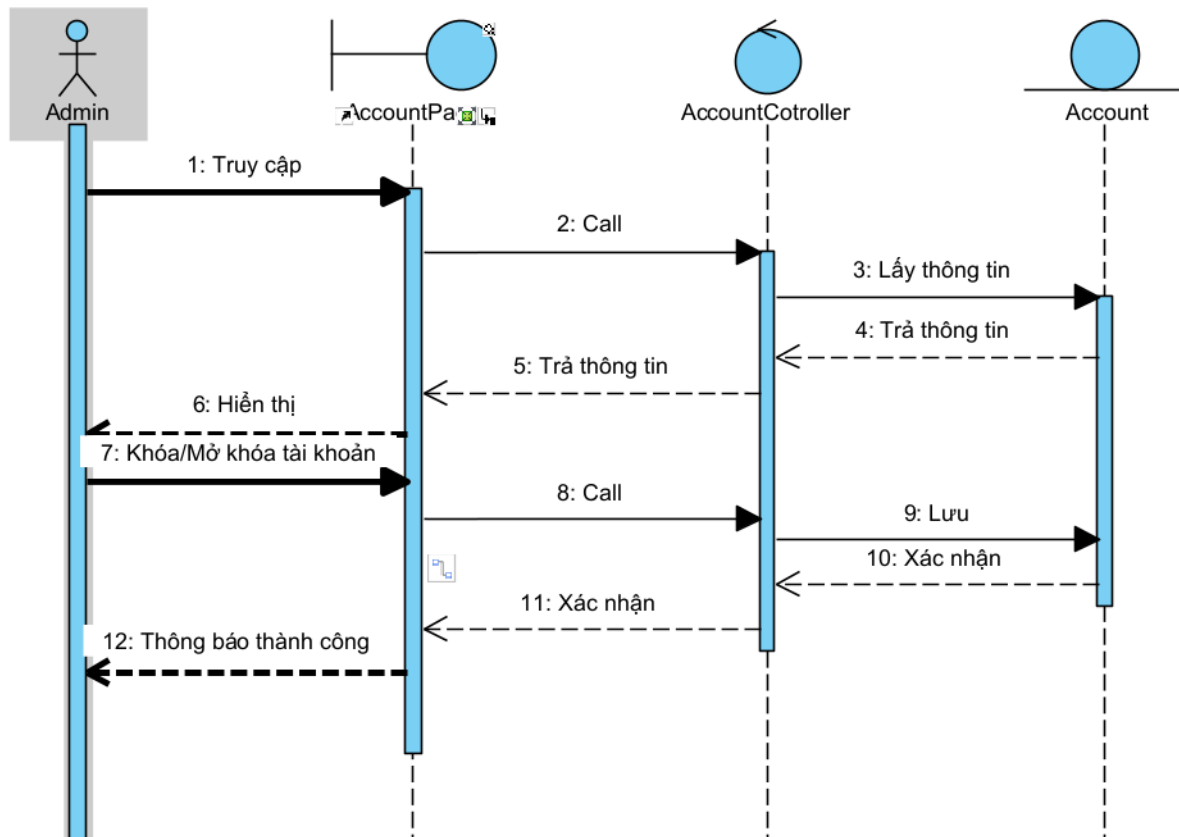 Admin
AccountPa
AccountCotroller
Account
1: Truy cập
2: Call
3: Lấy thông tin
4: Trả thông tin
5: Trả thông tin
6: Hiển thị
7: Khóa/Mở khóa tài khoản
8: Call
9: Lưu
10: Xác nhận
11: Xác nhận
12: Thông báo thành công